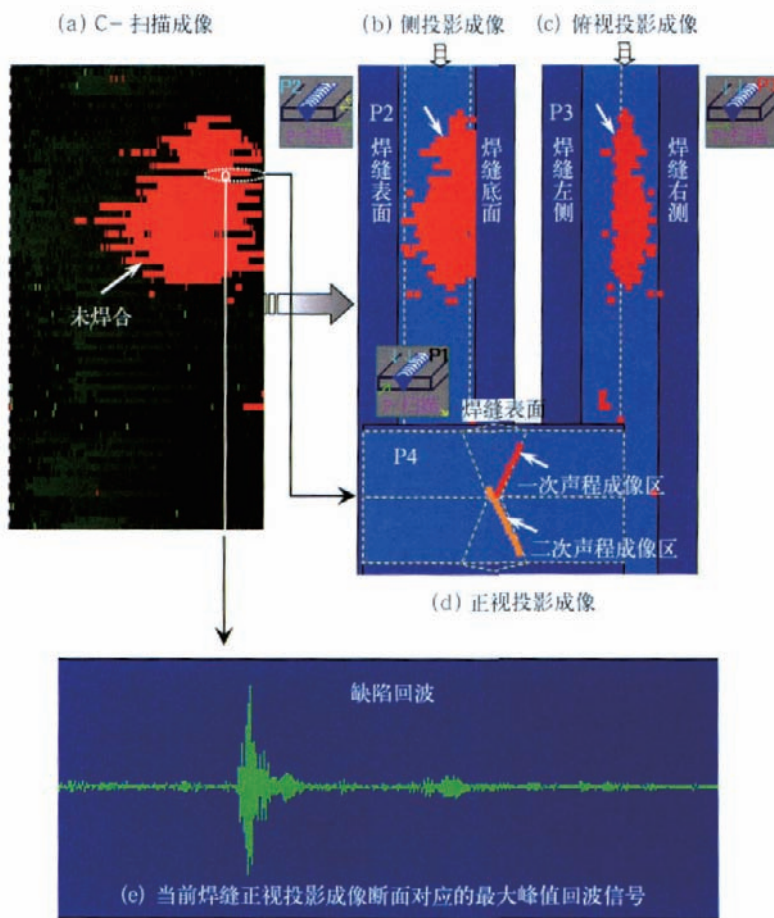 (a) C-扫描成像
(b) 侧投影成像
(c) 俯视投影成像
P2
P2
焊缝表面
焊缝底面
P3
焊缝左侧
焊缝右测
未焊合
P1
焊缝表面
P4
一次声程成像区
二次声程成像区
(d) 正视投影成像
缺陷回波
(e) 当前焊缝正视投影成像断面对应的最大峰值回波信号